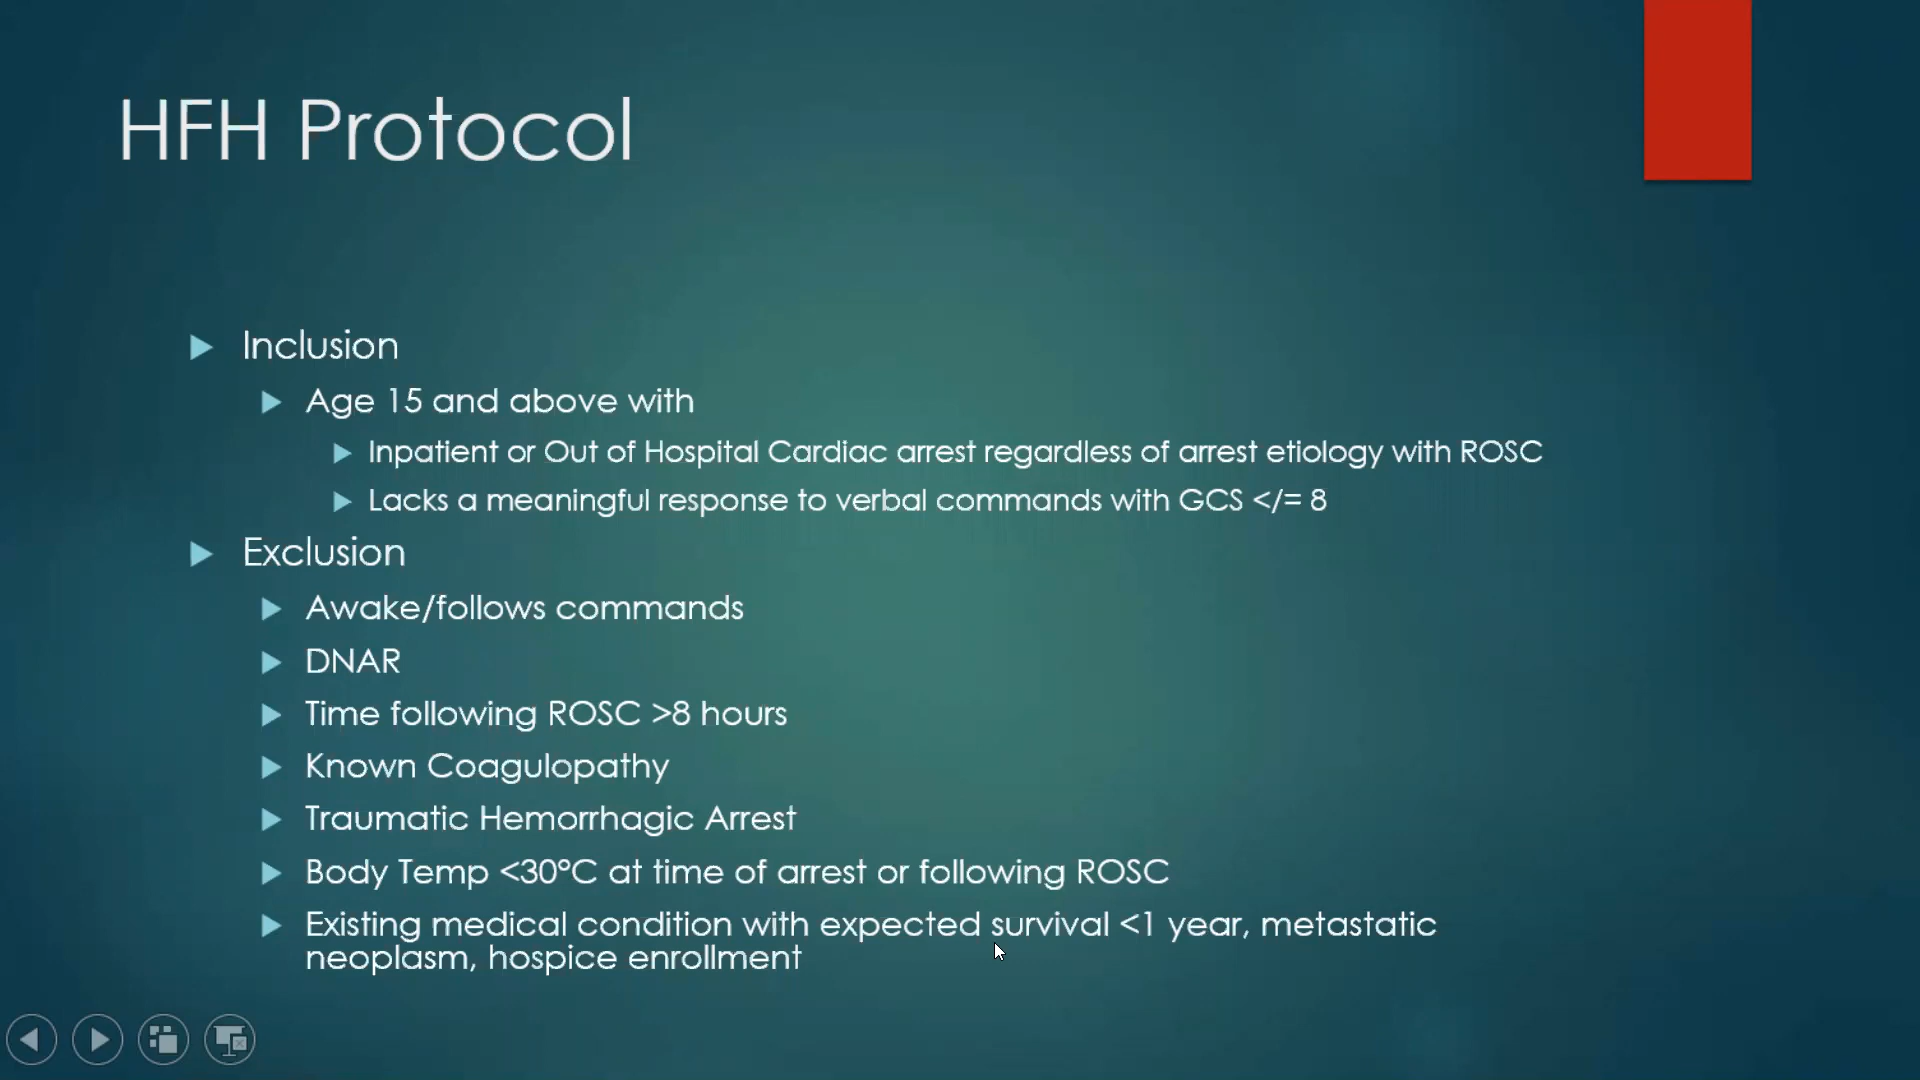 HFH Protocol
Inclusion
Age 15 and above with
Inpatient or Out of Hospital Cardiac arrest regardless of arrest etiology with ROSC
Lacks a meaningful response to verbal commands with GCS </= 8
Exclusion
Awake/follows commands
DNAR
Time following ROSC >8 hours
Known Coagulopathy
Traumatic Hemorrhagic Arrest
Body Temp <30°C at time of arrest or following ROSC
Existing medical condition with expected survival <1 year, metastatic
neoplasm, hospice enrollment